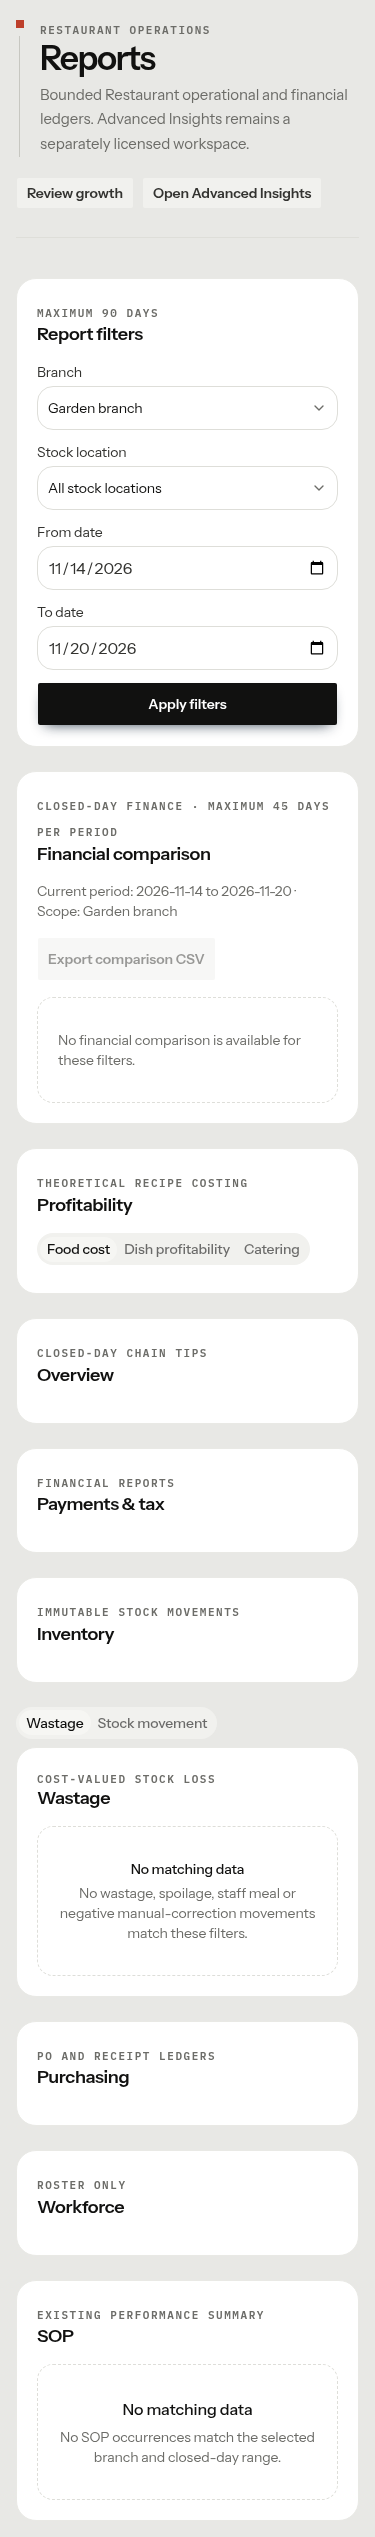 RESTAURANT OPERATIONS
Reports
Bounded Restaurant operational and financial
ledgers. Advanced Insights remains a
separately licensed workspace.
Review growth
Open Advanced Insights
MAXIMUM 90 DAYS
Report filters
Branch
Garden branch
Stock location
All stock locations
From date
11/14/2026
To date
11/20/2026
Apply filters
CLOSED-DAY FINANCE · MAXIMUM 45 DAYS
PER PERIOD
Financial comparison
Current period: 2026-11-14 to 2026-11-20 ·
Scope: Garden branch
Export comparison CSV
No financial comparison is available for
these filters.
THEORETICAL RECIPE COSTING
Profitability
Food cost Dish profitability Catering
CLOSED-DAY CHAIN TIPS
Overview
FINANCIAL REPORTS
Payments & tax
IMMUTABLE STOCK MOVEMENTS
Inventory
Wastage Stock movement
COST-VALUED STOCK LOSS
Wastage
No matching data
No wastage, spoilage, staff meal or
negative manual-correction movements
match these filters.
PO AND RECEIPT LEDGERS
Purchasing
ROSTER ONLY
Workforce
EXISTING PERFORMANCE SUMMARY
SOP
No matching data
No SOP occurrences match the selected
branch and closed-day range.